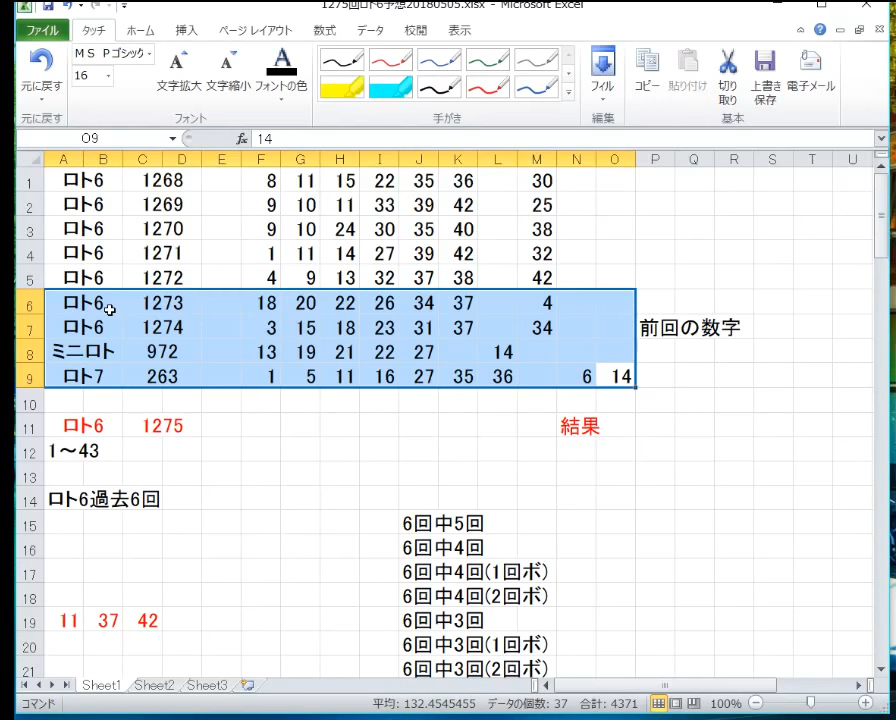 1275回ロト6予想20180505.xlsx - Microsoft Excel
ファイル タッチ ホーム 挿入 ページ レイアウト 数式 データ 校閲 表示
元に戻す MS Pゴシック 16 文字拡大 文字縮小 フォントの色 フィル コピー 貼り付け 切り取り 上書き保存 電子メール
元に戻す フォント 手がき 編集 基本
O9 fx 14
A B C D E F G H I J K L M N O P Q R S T U
1 ロト6 1268 8 11 15 22 35 36 30
2 ロト6 1269 9 10 11 33 39 42 25
3 ロト6 1270 9 10 24 30 35 40 38
4 ロト6 1271 1 11 14 27 39 42 32
5 ロト6 1272 4 9 13 32 37 38 42
6 ロト6 1273 18 20 22 26 34 37 4
7 ロト6 1274 3 15 18 23 31 37 34 前回の数字
8 ミニロト 972 13 19 21 22 27 14
9 ロト7 263 1 5 11 16 27 35 36 6 14
10
11 ロト6 1275 結果
12 1～43
13
14 ロト6過去6回
15 6回中5回
16 6回中4回
17 6回中4回(1回ボ)
18 6回中4回(2回ボ)
19 11 37 42 6回中3回
20 6回中3回(1回ボ)
21 6回中3回(2回ボ)
Sheet1 Sheet2 Sheet3
コマンド 平均: 132.4545455 データの個数: 37 合計: 4371 100%